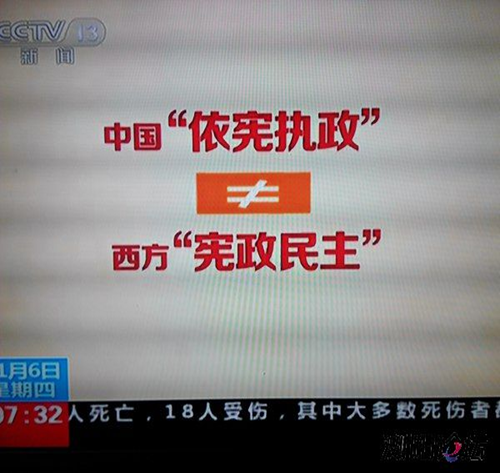 CCTV 13
新闻
中国“依宪执政”
≠
西方“宪政民主”
1月6日
星期四
07:32
人死亡，18人受伤，其中大多数死伤者